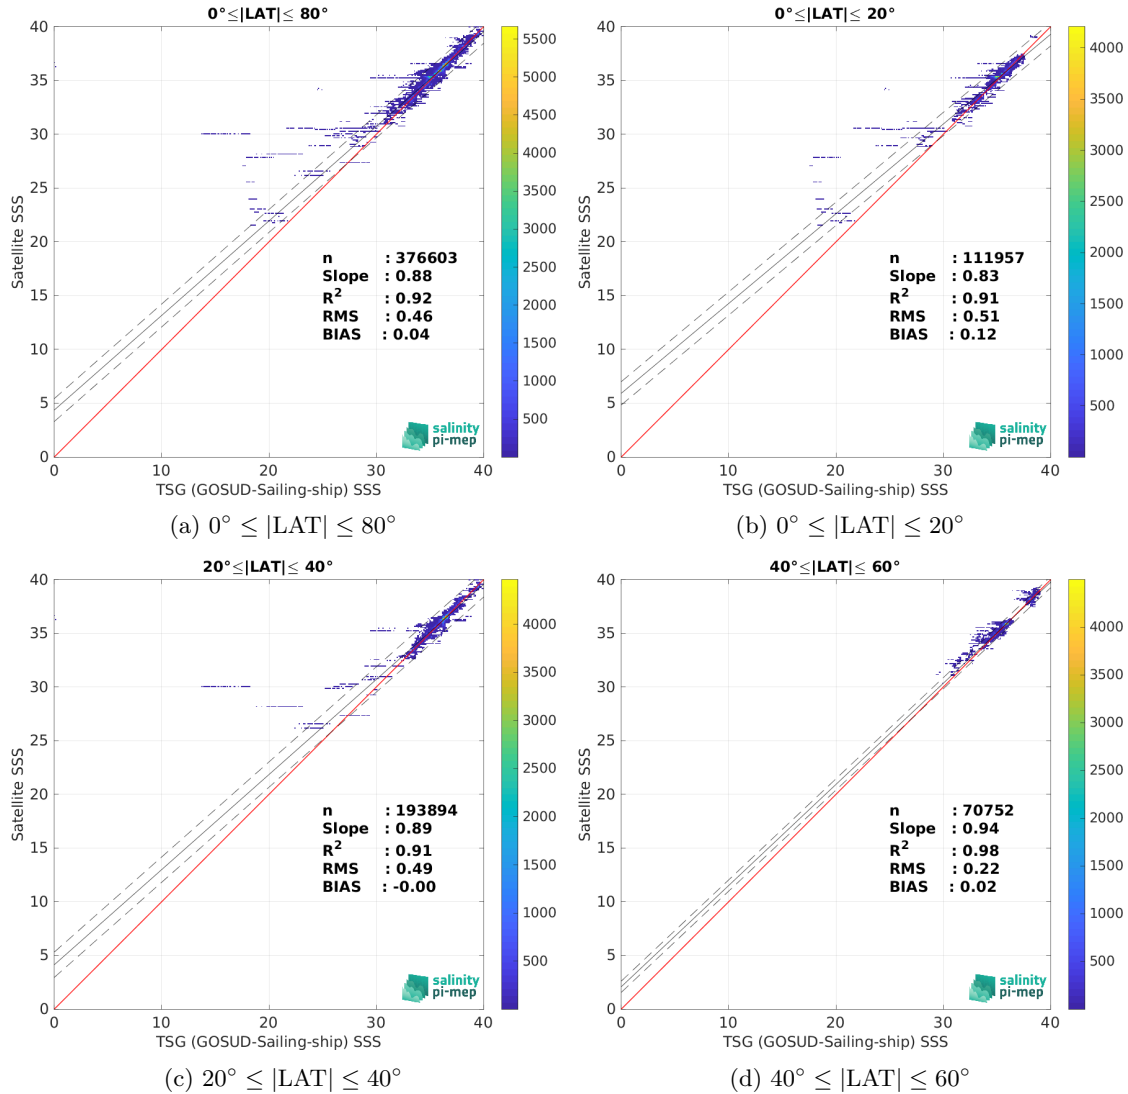 0°≤|LAT|≤ 80°
Satellite SSS
40
35
30
25
20
15
10
5
0
0
10
20
30
40
TSG (GOSUD-Sailing-ship) SSS
n : 376603
Slope : 0.88
R2 : 0.92
RMS : 0.46
BIAS : 0.04
salinity
pi-mep
5500
5000
4500
4000
3500
3000
2500
2000
1500
1000
500
(a) 0° ≤ |LAT| ≤ 80°
0°≤|LAT|≤ 20°
Satellite SSS
40
35
30
25
20
15
10
5
0
0
10
20
30
40
TSG (GOSUD-Sailing-ship) SSS
n : 111957
Slope : 0.83
R2 : 0.91
RMS : 0.51
BIAS : 0.12
salinity
pi-mep
4000
3500
3000
2500
2000
1500
1000
500
(b) 0° ≤ |LAT| ≤ 20°
20°≤|LAT|≤ 40°
Satellite SSS
40
35
30
25
20
15
10
5
0
0
10
20
30
40
TSG (GOSUD-Sailing-ship) SSS
n : 193894
Slope : 0.89
R2 : 0.91
RMS : 0.49
BIAS : -0.00
salinity
pi-mep
4000
3500
3000
2500
2000
1500
1000
500
(c) 20° ≤ |LAT| ≤ 40°
40°≤|LAT|≤ 60°
Satellite SSS
40
35
30
25
20
15
10
5
0
0
10
20
30
40
TSG (GOSUD-Sailing-ship) SSS
n : 70752
Slope : 0.94
R2 : 0.98
RMS : 0.22
BIAS : 0.02
salinity
pi-mep
4000
3500
3000
2500
2000
1500
1000
500
(d) 40° ≤ |LAT| ≤ 60°